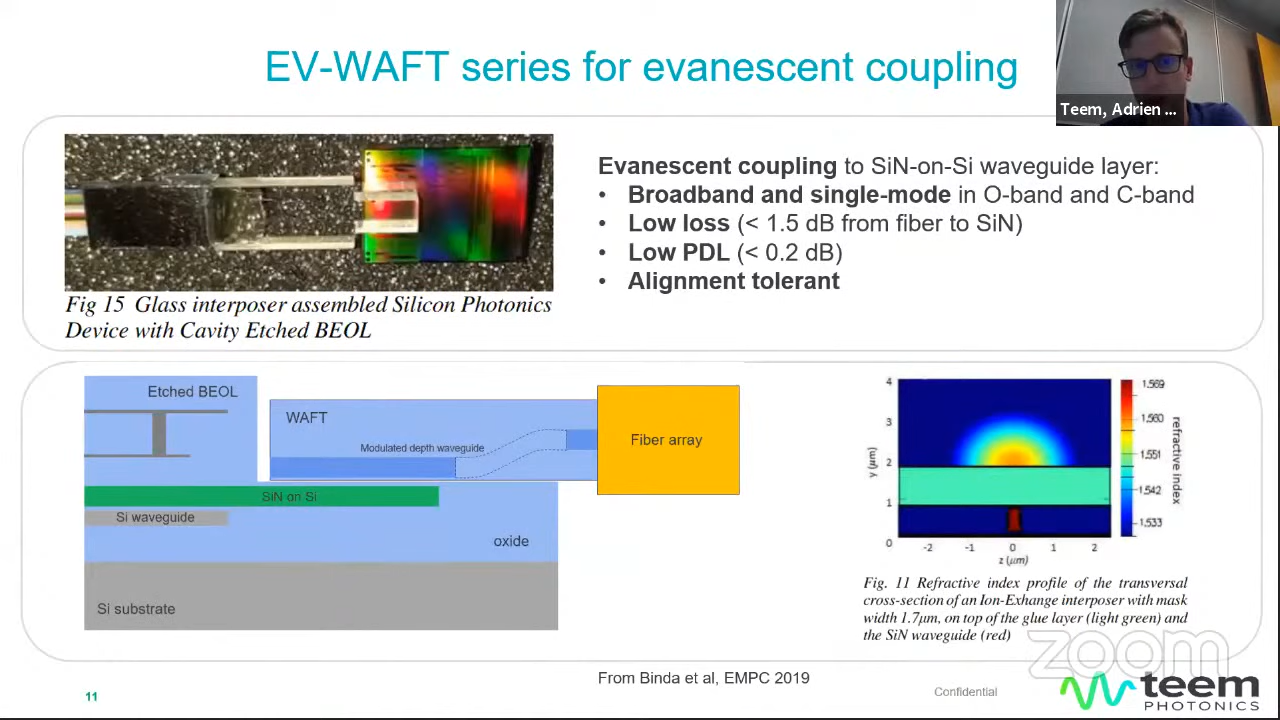 EV-WAFT series for evanescent coupling
Teem, Adrien ...
Evanescent coupling to SiN-on-Si waveguide layer:
• Broadband and single-mode in O-band and C-band
• Low loss (< 1.5 dB from fiber to SiN)
• Low PDL (< 0.2 dB)
• Alignment tolerant
Fig 15 Glass interposer assembled Silicon Photonics
Device with Cavity Etched BEOL
Etched BEOL
WAFT
Modulated depth waveguide
Fiber array
SiN on Si
Si waveguide
oxide
Si substrate
4
3
2
1
0
y (μm)
-2 -1 0 1 2
z (μm)
1.569
1.560
1.551
1.542
1.533
refractive index
Fig. 11 Refractive index profile of the transversal
cross-section of an Ion-Exhange interposer with mask
width 1.7μm, on top of the glue layer (light green) and
the SiN waveguide (red)
zoom
From Binda et al, EMPC 2019
11
Confidential
teem
PHOTONICS